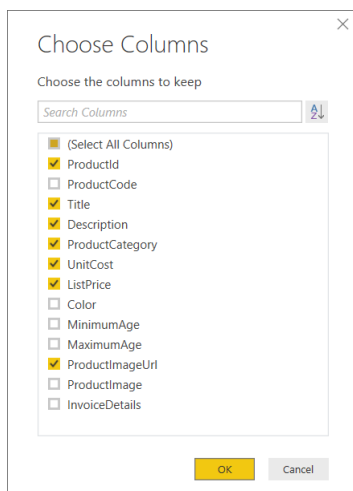 Choose Columns
Choose the columns to keep
Search Columns
(Select All Columns)
ProductId
ProductCode
Title
Description
ProductCategory
UnitCost
ListPrice
Color
MinimumAge
MaximumAge
ProductImageUrl
ProductImage
InvoiceDetails
OK Cancel